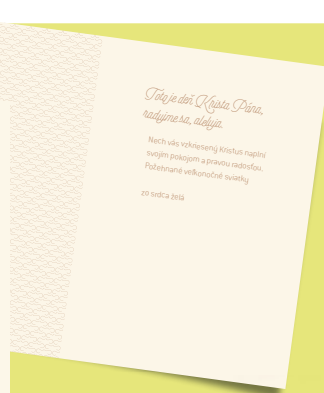 Toto je deň Krista Pána,
radujme sa, aleluja.
Nech vás vzkriesený Kristus naplní
svojím pokojom a pravou radosťou.
Požehnané veľkonočné sviatky
zo srdca želá